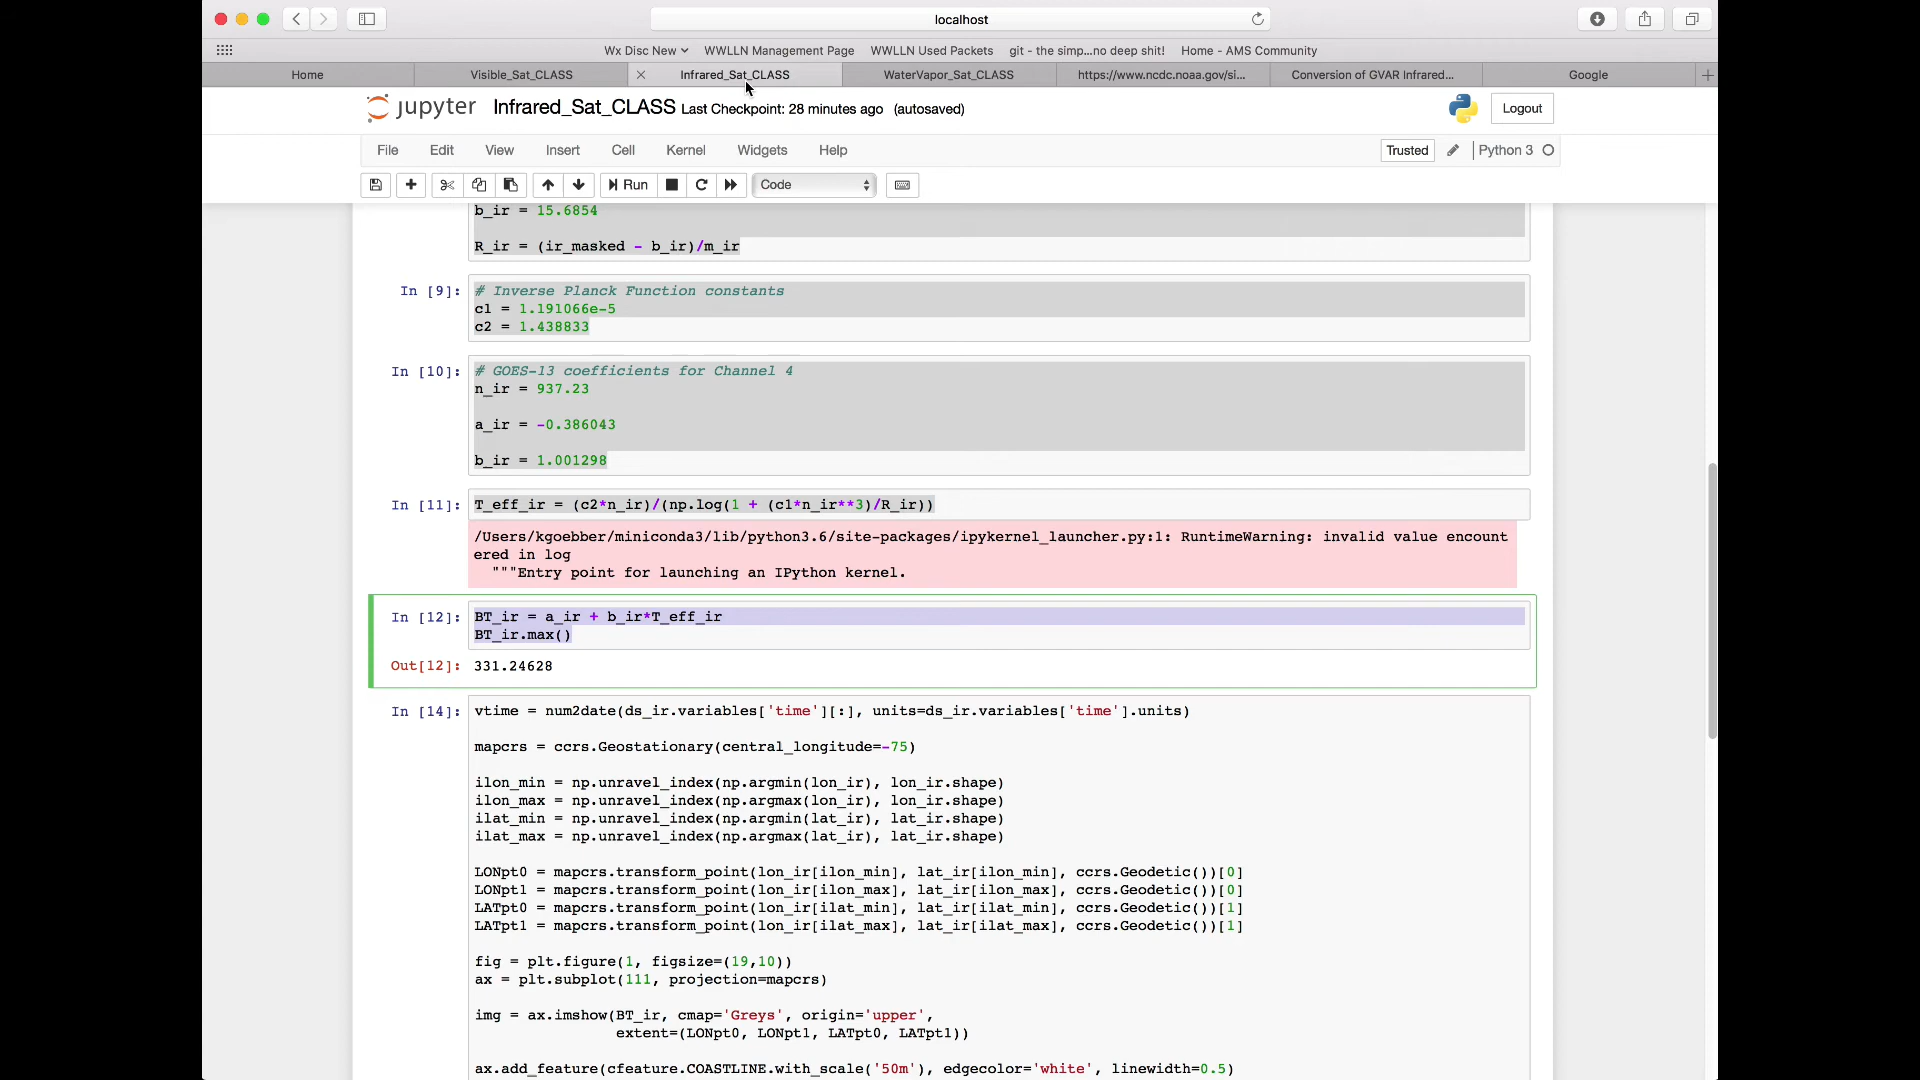 localhost
Wx Disc New
WWLLN Management Page
WWLLN Used Packets
git - the simp...no deep shit!
Home - AMS Community
Home
Visible_Sat_CLASS
Infrared_Sat_CLASS
WaterVapor_Sat_CLASS
https://www.ncdc.noaa.gov/si...
Conversion of GVAR Infrared...
Google
jupyter Infrared_Sat_CLASS Last Checkpoint: 28 minutes ago (autosaved)
Logout
File Edit View Insert Cell Kernel Widgets Help
Trusted
Python 3
Run
Code
b_ir = 15.6854
R_ir = (ir_masked - b_ir)/m_ir
In [9]:
# Inverse Planck Function constants
c1 = 1.191066e-5
c2 = 1.438833
In [10]:
# GOES-13 coefficients for Channel 4
n_ir = 937.23
a_ir = -0.386043
b_ir = 1.001298
In [11]:
T_eff_ir = (c2*n_ir)/(np.log(1 + (c1*n_ir**3)/R_ir))
/Users/kgoebber/miniconda3/lib/python3.6/site-packages/ipykernel_launcher.py:1: RuntimeWarning: invalid value encount
ered in log
"""Entry point for launching an IPython kernel.
In [12]:
BT_ir = a_ir + b_ir*T_eff_ir
BT_ir.max()
Out[12]: 331.24628
In [14]:
vtime = num2date(ds_ir.variables['time'][:], units=ds_ir.variables['time'].units)
mapcrs = ccrs.Geostationary(central_longitude=-75)
ilon_min = np.unravel_index(np.argmin(lon_ir), lon_ir.shape)
ilon_max = np.unravel_index(np.argmax(lon_ir), lon_ir.shape)
ilat_min = np.unravel_index(np.argmin(lat_ir), lat_ir.shape)
ilat_max = np.unravel_index(np.argmax(lat_ir), lat_ir.shape)
LONpt0 = mapcrs.transform_point(lon_ir[ilon_min], lat_ir[ilon_min], ccrs.Geodetic())[0]
LONpt1 = mapcrs.transform_point(lon_ir[ilon_max], lat_ir[ilon_max], ccrs.Geodetic())[0]
LATpt0 = mapcrs.transform_point(lon_ir[ilat_min], lat_ir[ilat_min], ccrs.Geodetic())[1]
LATpt1 = mapcrs.transform_point(lon_ir[ilat_max], lat_ir[ilat_max], ccrs.Geodetic())[1]
fig = plt.figure(1, figsize=(19,10))
ax = plt.subplot(111, projection=mapcrs)
img = ax.imshow(BT_ir, cmap='Greys', origin='upper',
extent=(LONpt0, LONpt1, LATpt0, LATpt1))
ax.add_feature(cfeature.COASTLINE.with_scale('50m'), edgecolor='white', linewidth=0.5)